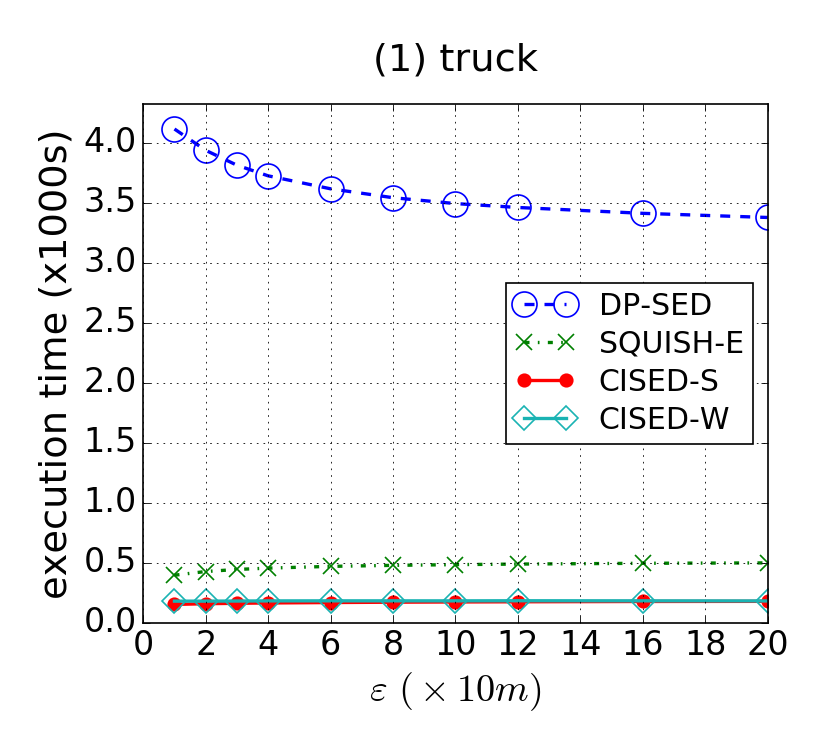 (1) truck
execution time (x1000s)
4.0
3.5
3.0
2.5
2.0
1.5
1.0
0.5
0.0
DP-SED
SQUISH-E
CISED-S
CISED-W
0 2 4 6 8 10 12 14 16 18 20
ε (×10m)